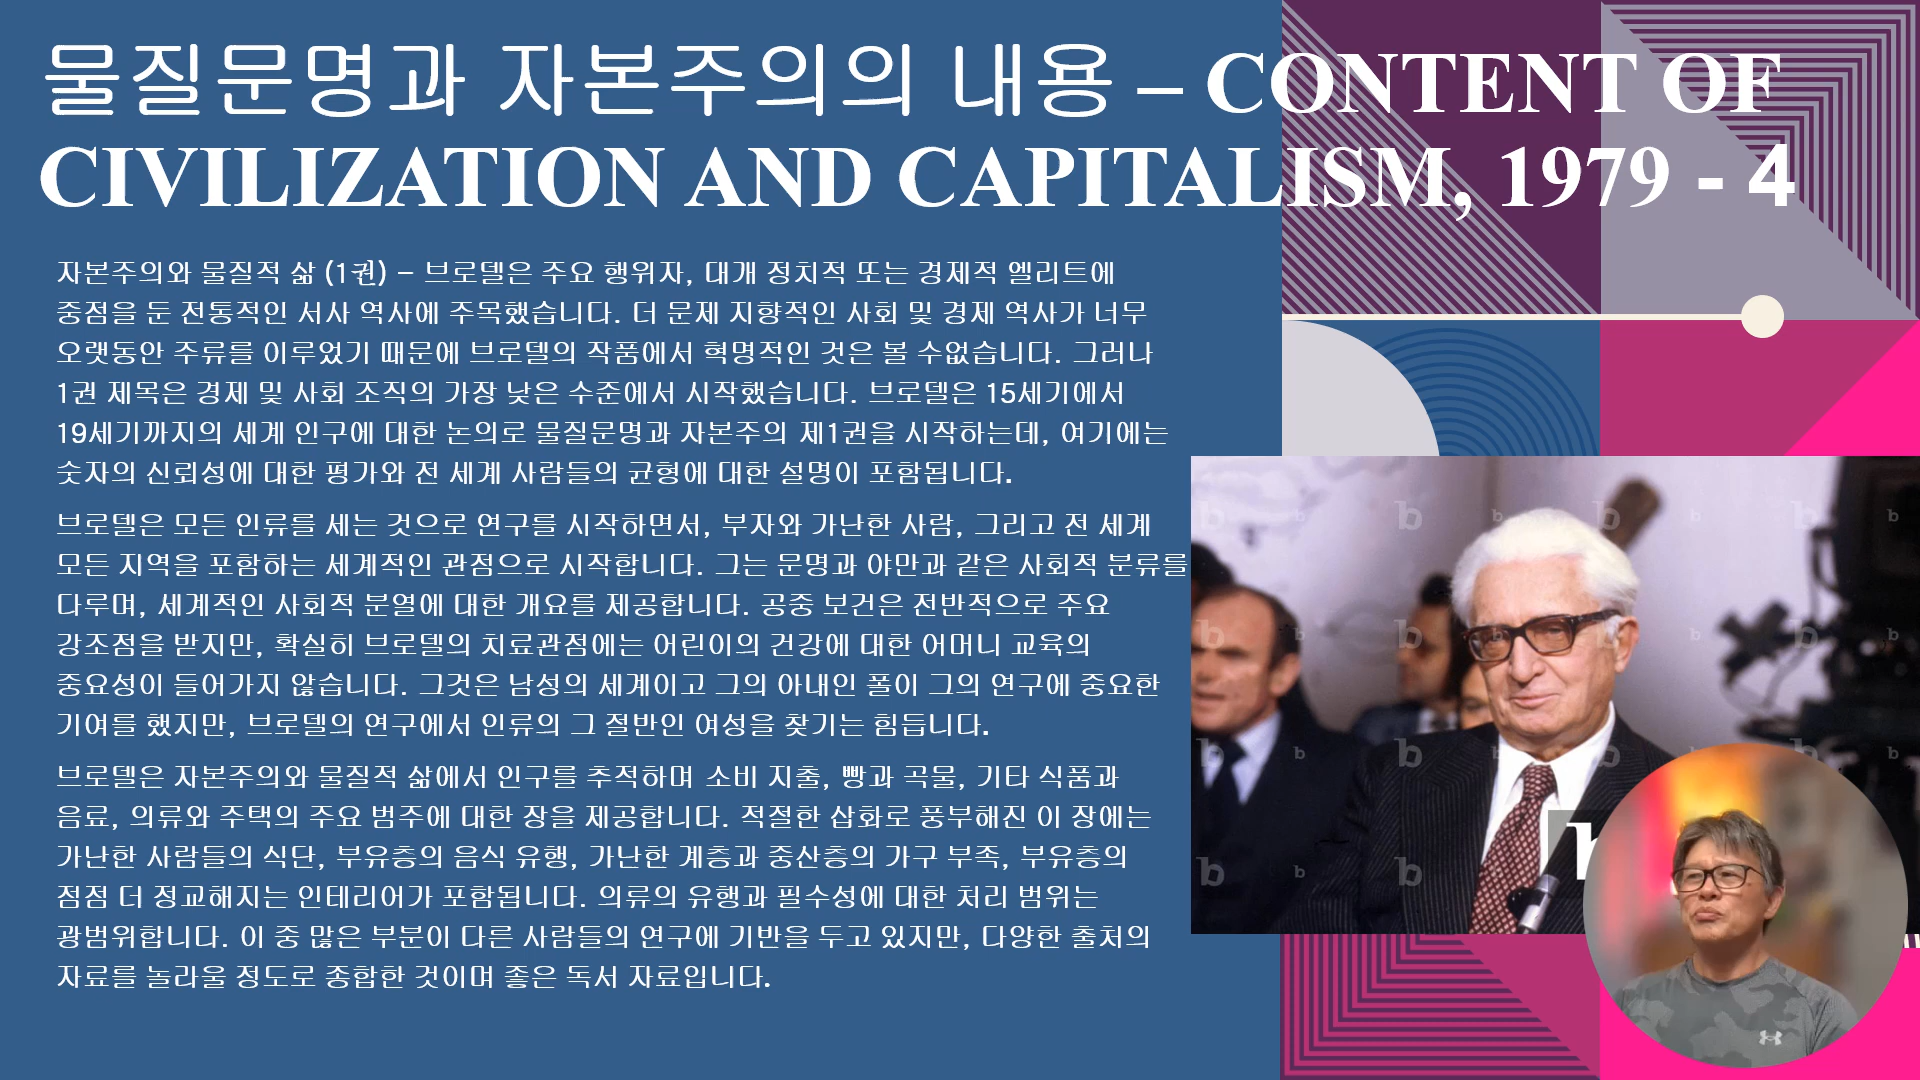 물질문명과 자본주의의 내용 – CONTENT OF
CIVILIZATION AND CAPITALISM, 1979 - 4
자본주의와 물질적 삶 (1권) – 브로델은 주요 행위자, 대개 정치적 또는 경제적 엘리트에
중점을 둔 전통적인 서사 역사에 주목했습니다. 더 문제 지향적인 사회 및 경제 역사가 너무
오랫동안 주류를 이루었기 때문에 브로델의 작품에서 혁명적인 것은 볼 수없습니다. 그러나
1권 제목은 경제 및 사회 조직의 가장 낮은 수준에서 시작했습니다. 브로델은 15세기에서
19세기까지의 세계 인구에 대한 논의로 물질문명과 자본주의 제1권을 시작하는데, 여기에는
숫자의 신뢰성에 대한 평가와 전 세계 사람들의 균형에 대한 설명이 포함됩니다.
브로델은 모든 인류를 세는 것으로 연구를 시작하면서, 부자와 가난한 사람, 그리고 전 세계
모든 지역을 포함하는 세계적인 관점으로 시작합니다. 그는 문명과 야만과 같은 사회적 분류를
다루며, 세계적인 사회적 분열에 대한 개요를 제공합니다. 공중 보건은 전반적으로 주요
강조점을 받지만, 확실히 브로델의 치료관점에는 어린이의 건강에 대한 어머니 교육의
중요성이 들어가지 않습니다. 그것은 남성의 세계이고 그의 아내인 폴이 그의 연구에 중요한
기여를 했지만, 브로델의 연구에서 인류의 그 절반인 여성을 찾기는 힘듭니다.
브로델은 자본주의와 물질적 삶에서 인구를 추적하며 소비 지출, 빵과 곡물, 기타 식품과
음료, 의류와 주택의 주요 범주에 대한 장을 제공합니다. 적절한 삽화로 풍부해진 이 장에는
가난한 사람들의 식단, 부유층의 음식 유행, 가난한 계층과 중산층의 가구 부족, 부유층의
점점 더 정교해지는 인테리어가 포함됩니다. 의류의 유행과 필수성에 대한 처리 범위는
광범위합니다. 이 중 많은 부분이 다른 사람들의 연구에 기반을 두고 있지만, 다양한 출처의
자료를 놀라울 정도로 종합한 것이며 좋은 독서 자료입니다.